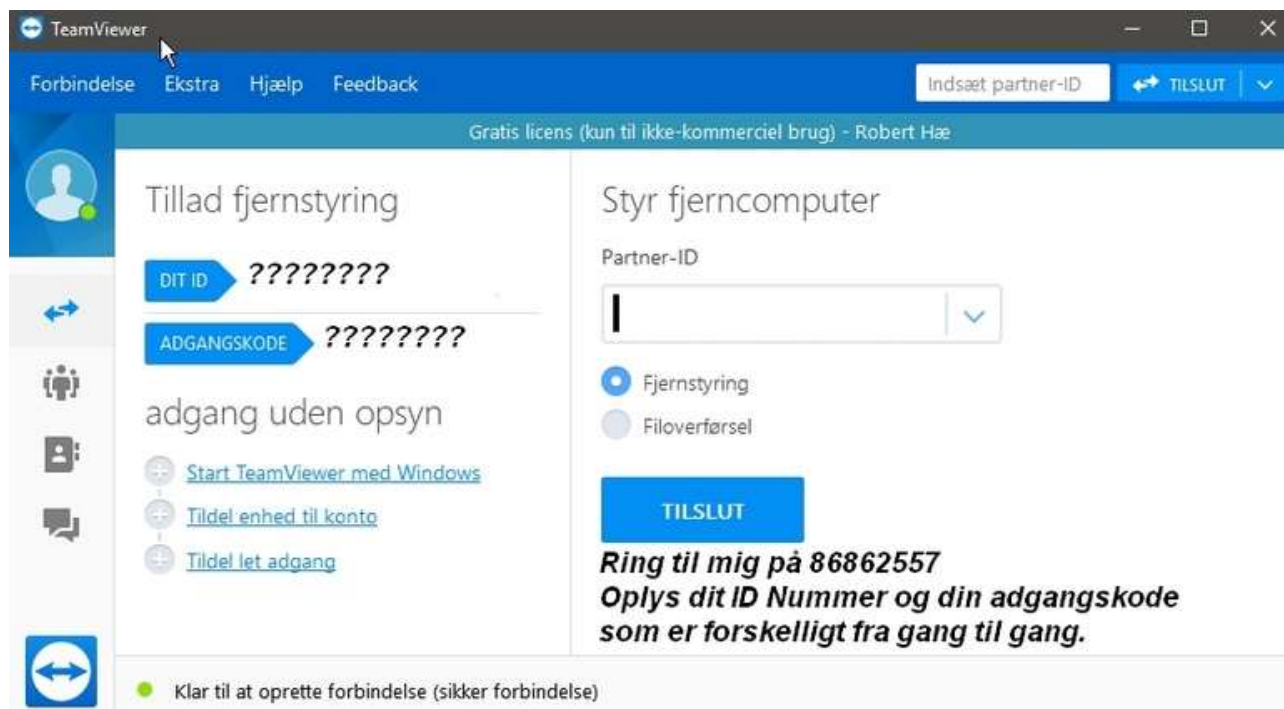 TeamViewer
Forbindelse Ekstra Hjælp Feedback Indsæt partner-ID TILSLUT
Gratis licens (kun til ikke-kommerciel brug) - Robert Hæ
Tillad fjernstyring
DIT ID ????????
ADGANGSKODE ????????
adgang uden opsyn
Start TeamViewer med Windows
Tildel enhed til konto
Tildel let adgang
Styr fjerncomputer
Partner-ID
Fjernstyring
Filoverførsel
TILSLUT
Ring til mig på 86862557
Oplys dit ID Nummer og din adgangskode
som er forskelligt fra gang til gang.
Klar til at oprette forbindelse (sikker forbindelse)